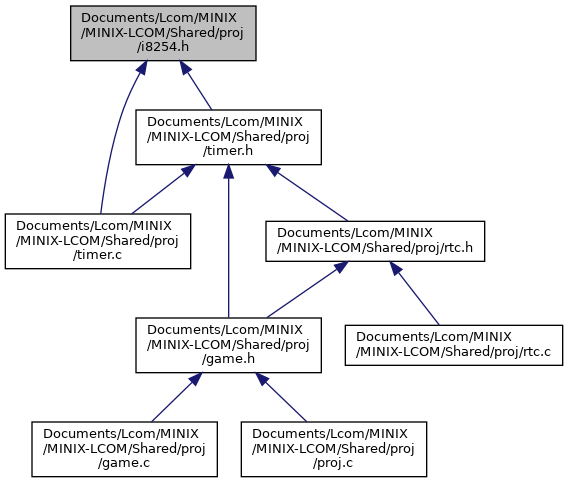 Documents/Lcom/MINIX
/MINIX-LCOM/Shared/proj
/i8254.h
Documents/Lcom/MINIX
/MINIX-LCOM/Shared/proj
/timer.h
Documents/Lcom/MINIX
/MINIX-LCOM/Shared/proj
/timer.c
Documents/Lcom/MINIX
/MINIX-LCOM/Shared/proj/rtc.h
Documents/Lcom/MINIX
/MINIX-LCOM/Shared/proj
/game.h
Documents/Lcom/MINIX
/MINIX-LCOM/Shared/proj/rtc.c
Documents/Lcom/MINIX
/MINIX-LCOM/Shared/proj
/game.c
Documents/Lcom/MINIX
/MINIX-LCOM/Shared/proj
/proj.c